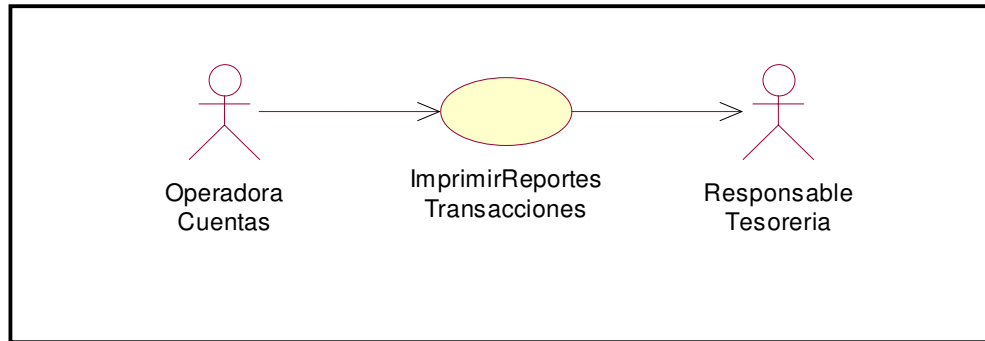 Operadora
Cuentas
ImprimirReportes
Transacciones
Responsable
Tesoreria